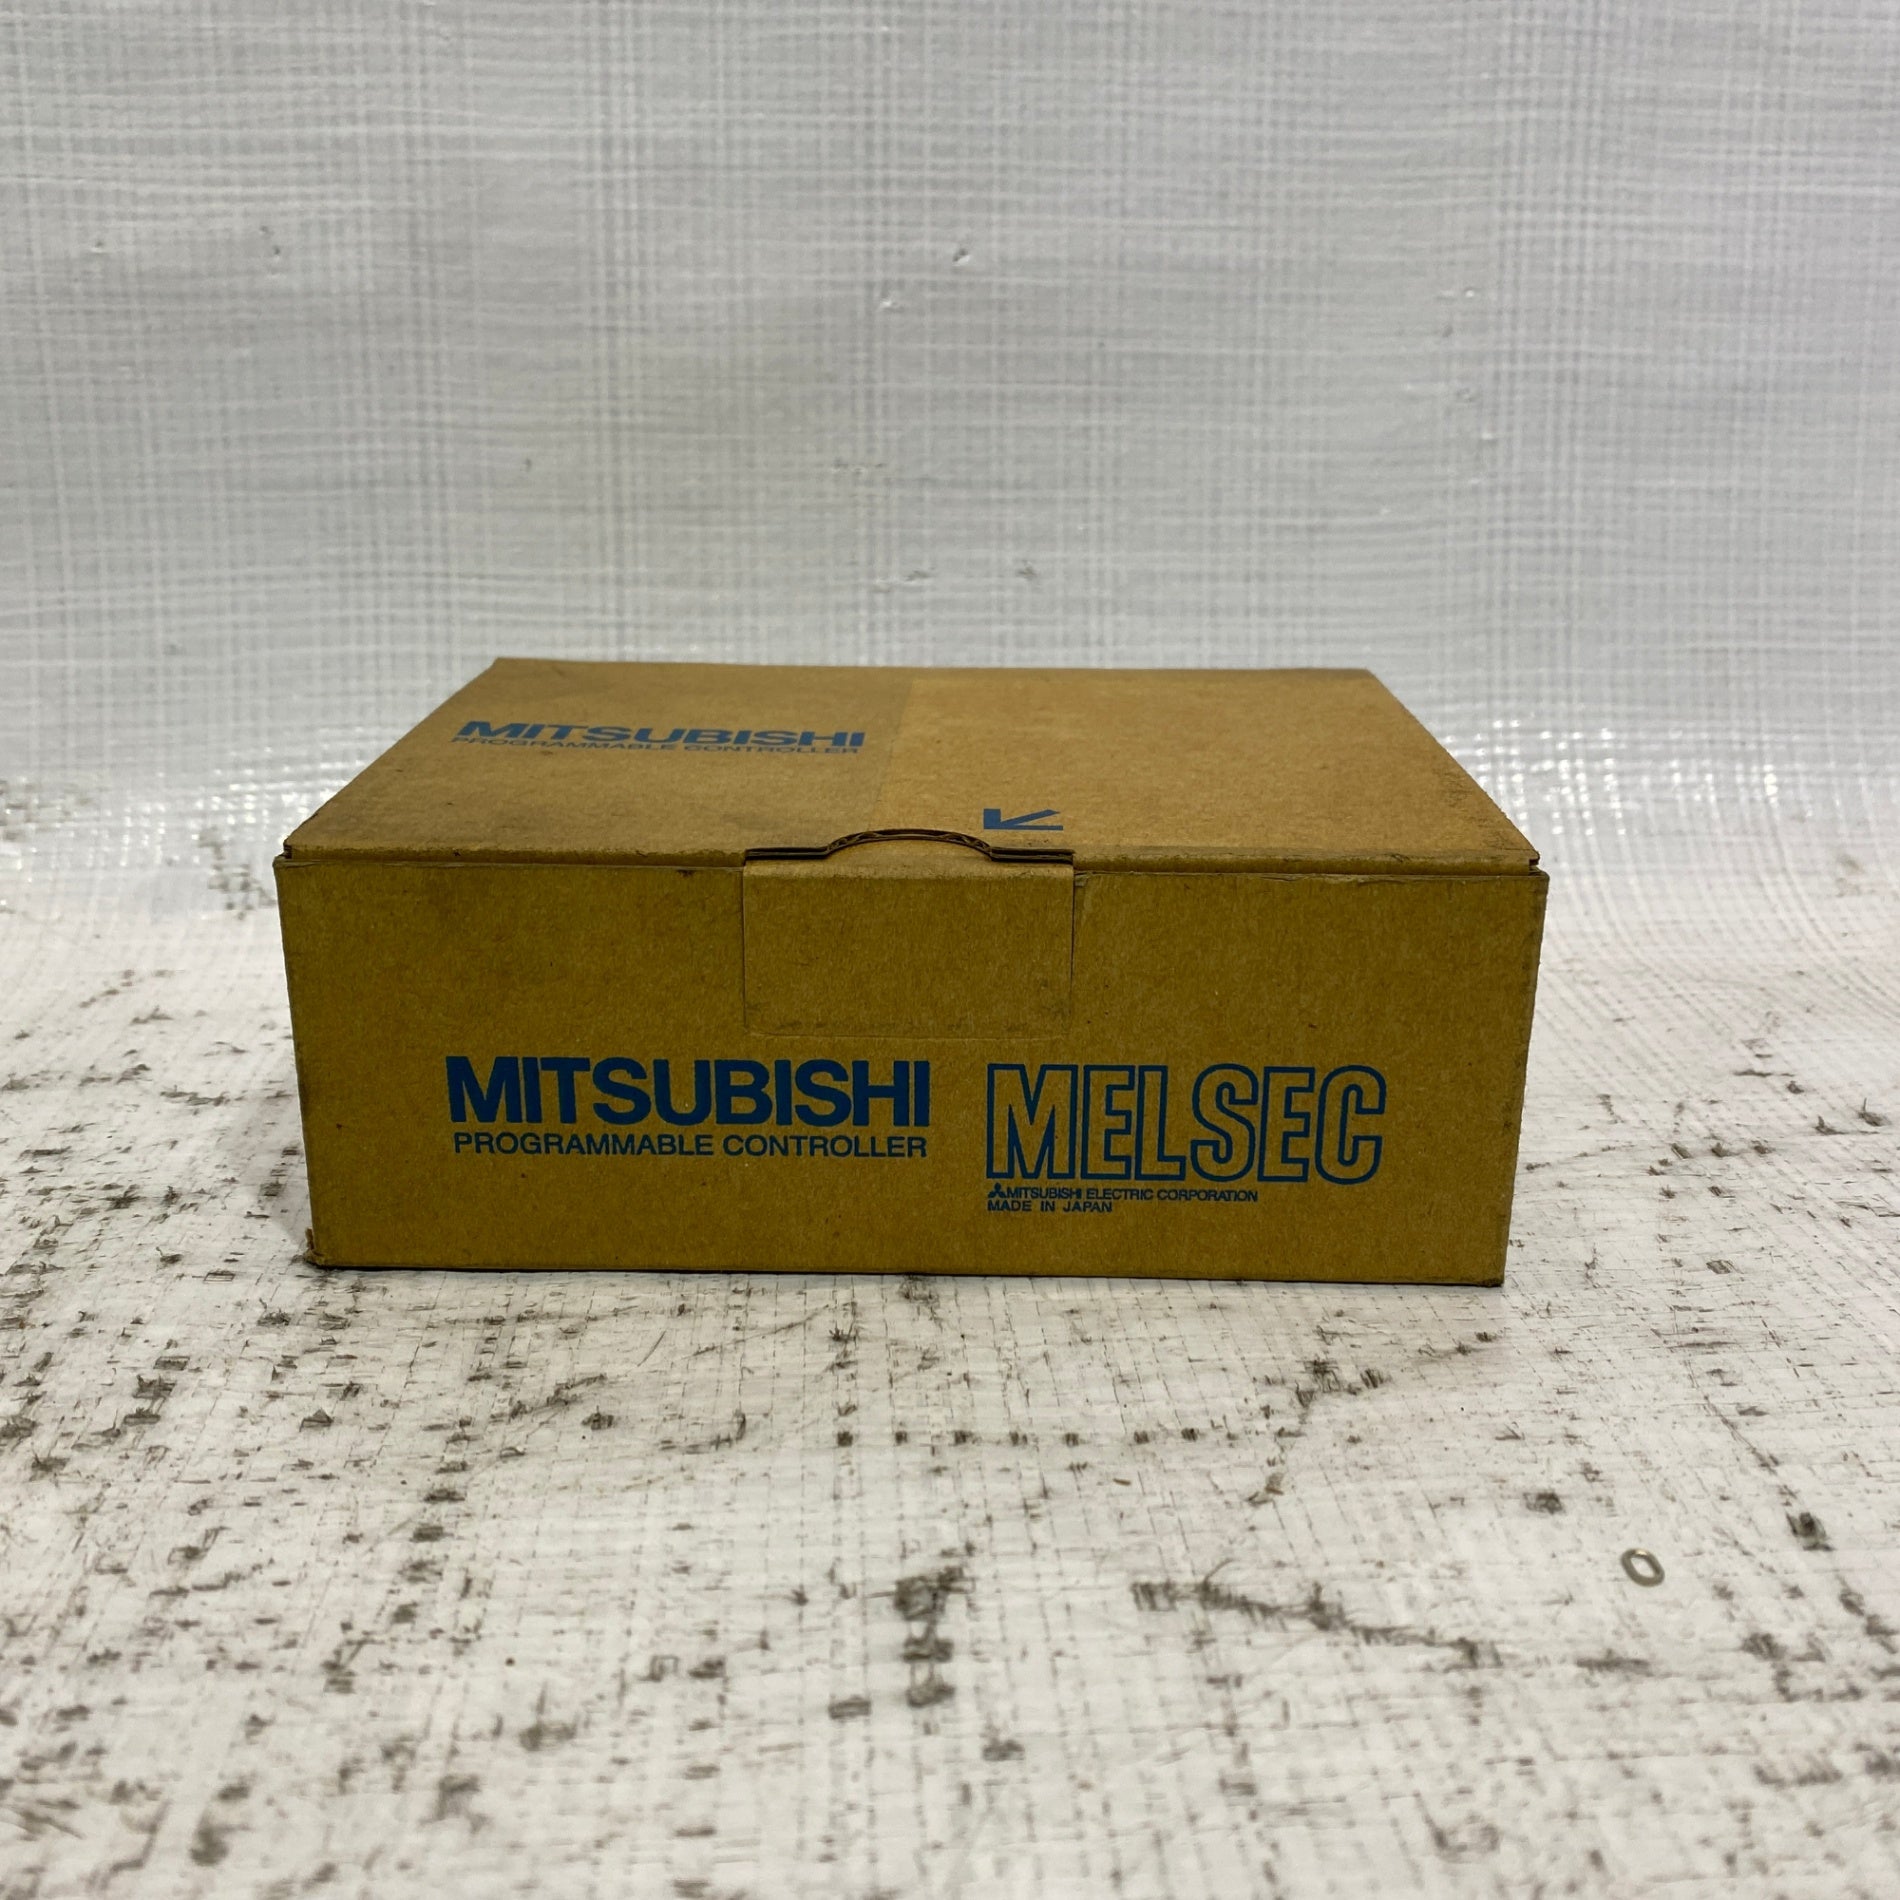 MITSUBISHI
PROGRAMMABLE CONTROLLER
MITSUBISHI
PROGRAMMABLE CONTROLLER
MELSEC
MITSUBISHI ELECTRIC CORPORATION
MADE IN JAPAN